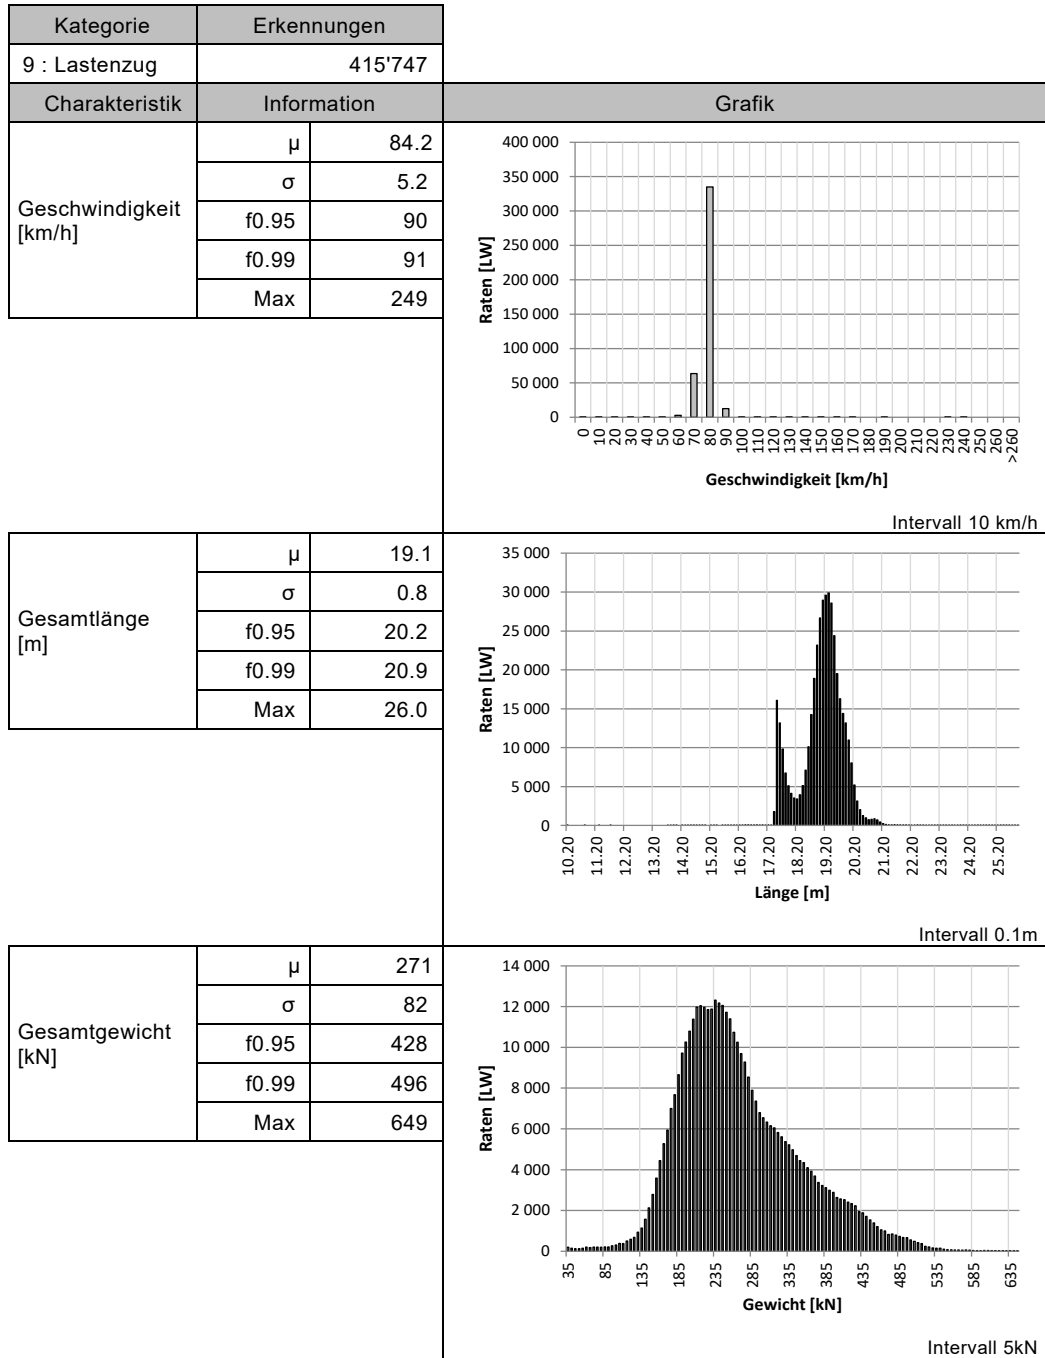 Kategorie Erkennungen
9 : Lastenzug 415'747
Charakteristik Information Grafik
Geschwindigkeit
[km/h]
µ 84.2
σ 5.2
f0.95 90
f0.99 91
Max 249
Raten [LW]
400 000
350 000
300 000
250 000
200 000
150 000
100 000
50 000
0
0 10 20 30 40 50 60 70 80 90 100 110 120 130 140 150 160 170 180 190 200 210 220 230 240 250 260 >260
Geschwindigkeit [km/h]
Intervall 10 km/h
Gesamtlänge
[m]
µ 19.1
σ 0.8
f0.95 20.2
f0.99 20.9
Max 26.0
Raten [LW]
35 000
30 000
25 000
20 000
15 000
10 000
5 000
0
10.20 11.20 12.20 13.20 14.20 15.20 16.20 17.20 18.20 19.20 20.20 21.20 22.20 23.20 24.20 25.20
Länge [m]
Intervall 0.1m
Gesamtgewicht
[kN]
µ 271
σ 82
f0.95 428
f0.99 496
Max 649
Raten [LW]
14 000
12 000
10 000
8 000
6 000
4 000
2 000
0
35 85 135 185 235 285 335 385 435 485 535 585 635
Gewicht [kN]
Intervall 5kN